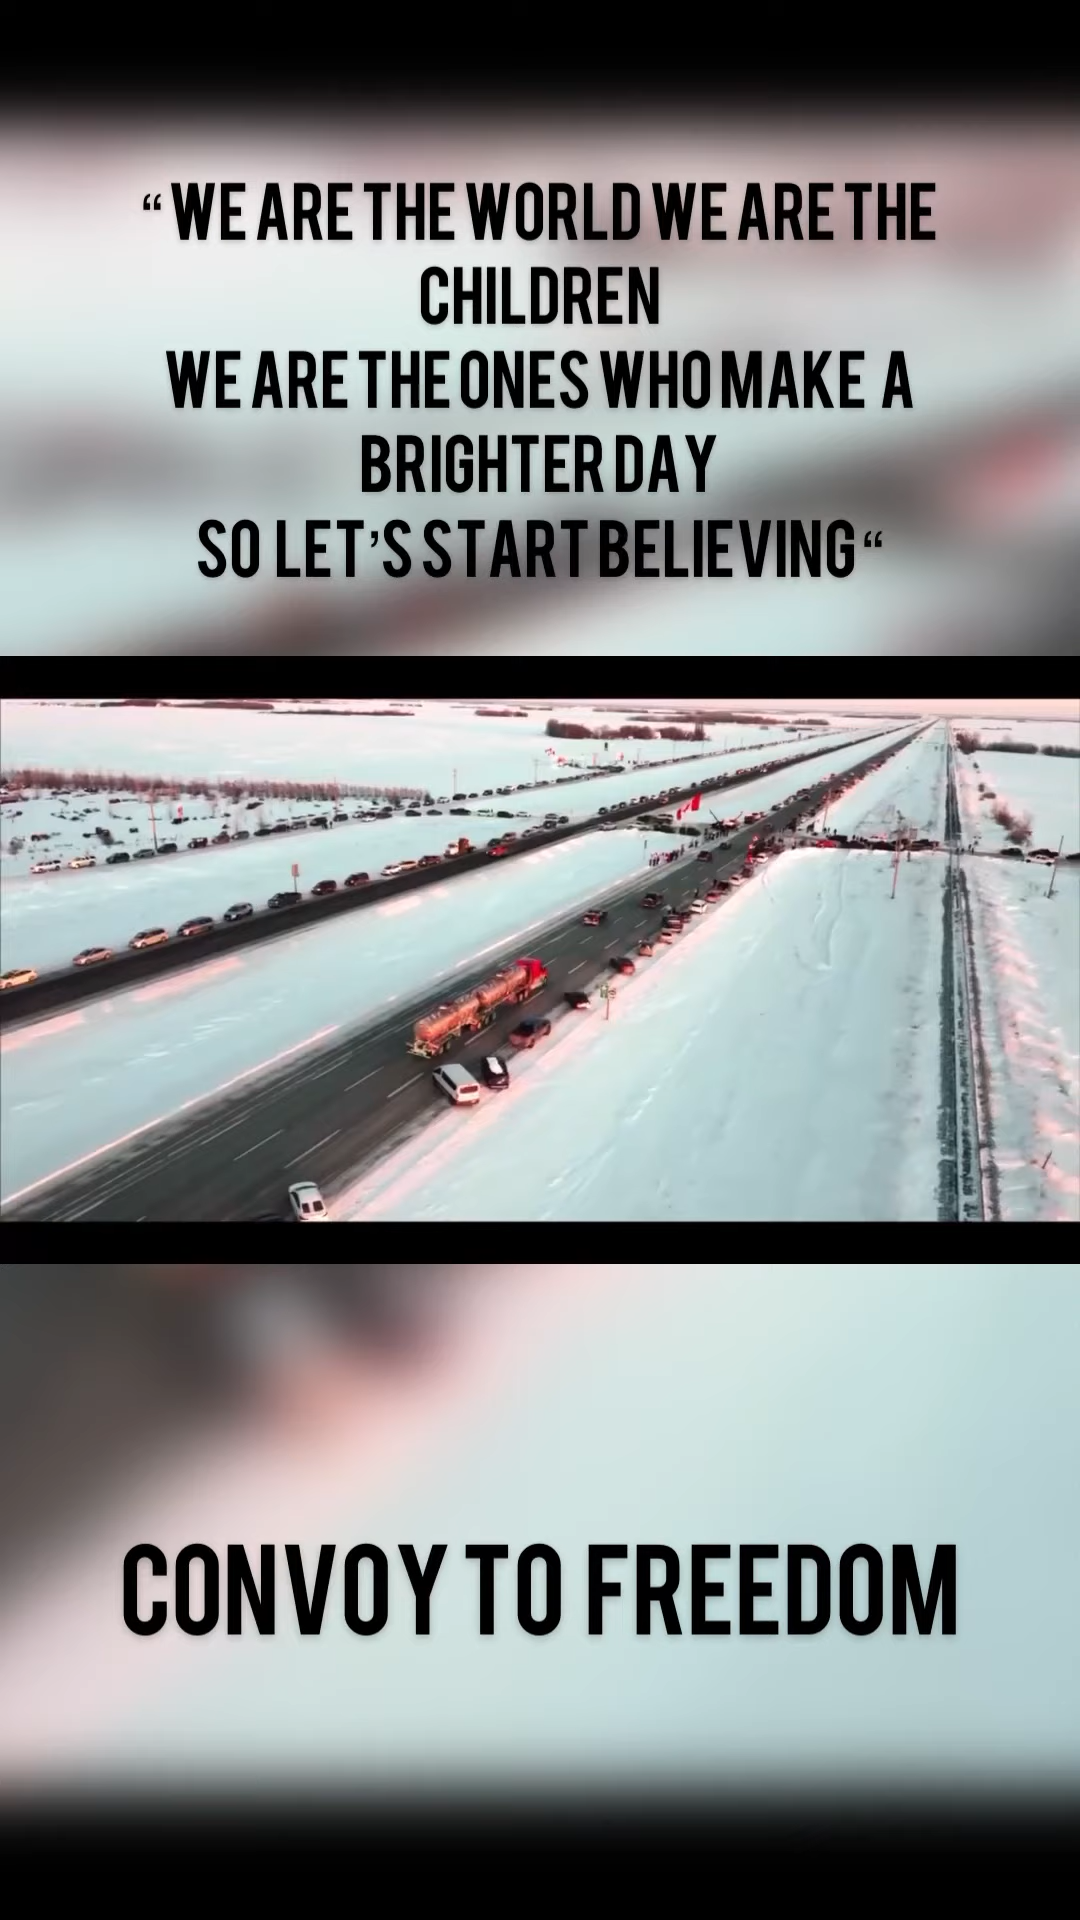 “ WE ARE THE WORLD WE ARE THE
CHILDREN
WE ARE THE ONES WHO MAKE A
BRIGHTER DAY
SO LET’S START BELIEVING “
CONVOY TO FREEDOM